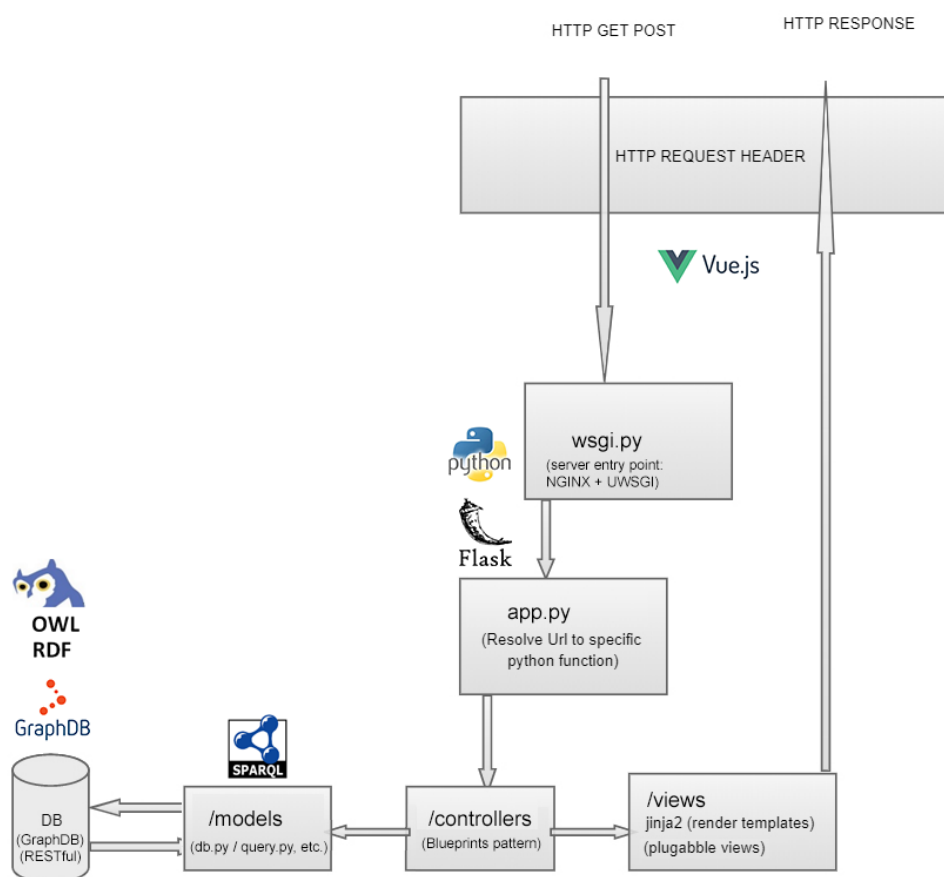 HTTP GET POST
HTTP RESPONSE
HTTP REQUEST HEADER
Vue.js
wsgi.py
(server entry point:
NGINX + UWSGI)
python
Flask
app.py
(Resolve Url to specific
python function)
OWL
RDF
GraphDB
SPARQL
DB
(GraphDB)
(RESTful)
/models
(db.py / query.py, etc.)
/controllers
(Blueprints pattern)
/views
jinja2 (render templates)
(plugabble views)